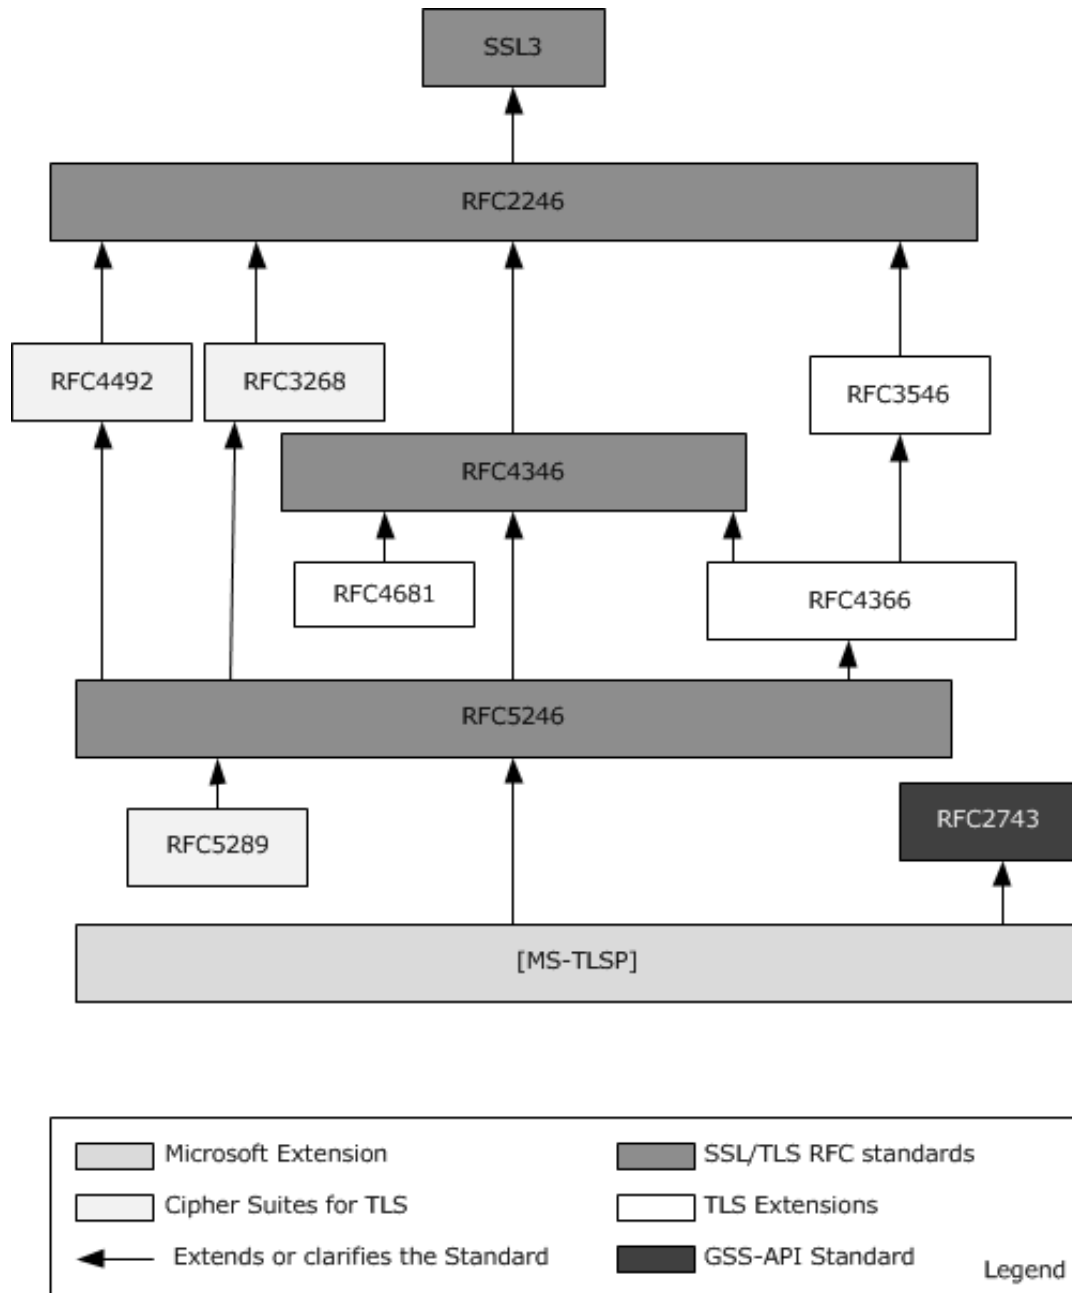 SSL3
RFC2246
RFC4492
RFC3268
RFC3546
RFC4346
RFC4681
RFC4366
RFC5246
RFC2743
RFC5289
[MS-TLSP]
Microsoft Extension
SSL/TLS RFC standards
Cipher Suites for TLS
TLS Extensions
Extends or clarifies the Standard
GSS-API Standard
Legend